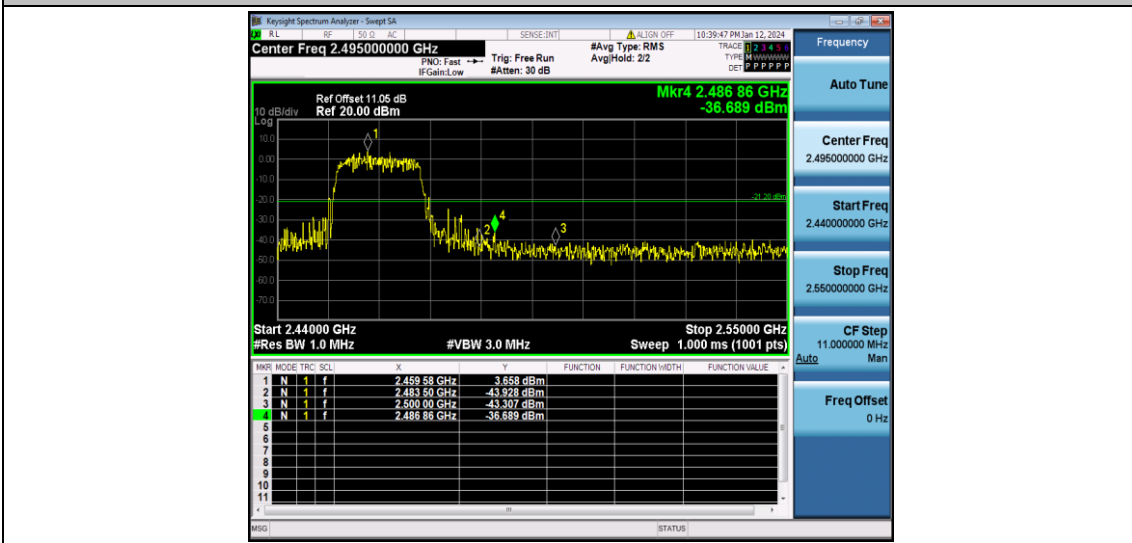 Keysight Spectrum Analyzer - Swept SA
RL RF 50 Ω AC SENSE:INT ALIGN OFF 10:39:47 PM Jan 12, 2024
Center Freq 2.495000000 GHz
PNO: Fast Trig: Free Run
IFGain:Low #Atten: 30 dB
#Avg Type: RMS
Avg|Hold: 2/2
TRACE 1 2 3 4 5 6
TYPE M WWWWW
DET P P P P P P
Mkr4 2.486 86 GHz
-36.689 dBm
Ref Offset 11.05 dB
10 dB/div Ref 20.00 dBm
Log
10.0
0.00
-10.0
-20.0
-30.0
-40.0
-50.0
-60.0
-70.0
1
2
4
3
-21.20 dBm
Start 2.44000 GHz Stop 2.55000 GHz
#Res BW 1.0 MHz #VBW 3.0 MHz Sweep 1.000 ms (1001 pts)
MKR MODE TRC SCL X Y FUNCTION FUNCTION WIDTH FUNCTION VALUE
1 N 1 f 2.459 58 GHz 3.658 dBm
2 N 1 f 2.483 50 GHz -43.928 dBm
3 N 1 f 2.500 00 GHz -43.307 dBm
4 N 1 f 2.486 86 GHz -36.689 dBm
5
6
7
8
9
10
11
MSG STATUS
Frequency
Auto Tune
Center Freq
2.495000000 GHz
Start Freq
2.440000000 GHz
Stop Freq
2.550000000 GHz
CF Step
11.000000 MHz
Auto Man
Freq Offset
0 Hz